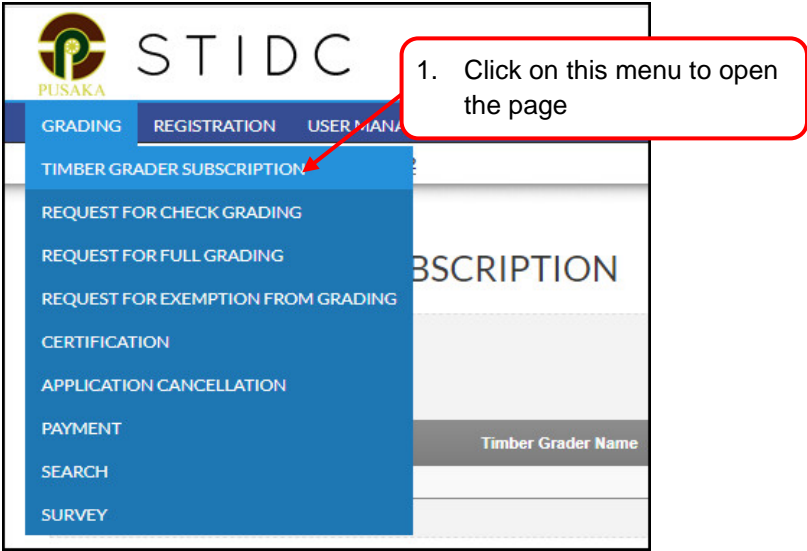 STIDC
PUSAKA
1. Click on this menu to open
the page
GRADING REGISTRATION USER MANA
TIMBER GRADER SUBSCRIPTION
REQUEST FOR CHECK GRADING
REQUEST FOR FULL GRADING
BSCRIPTION
REQUEST FOR EXEMPTION FROM GRADING
CERTIFICATION
APPLICATION CANCELLATION
PAYMENT
Timber Grader Name
SEARCH
SURVEY